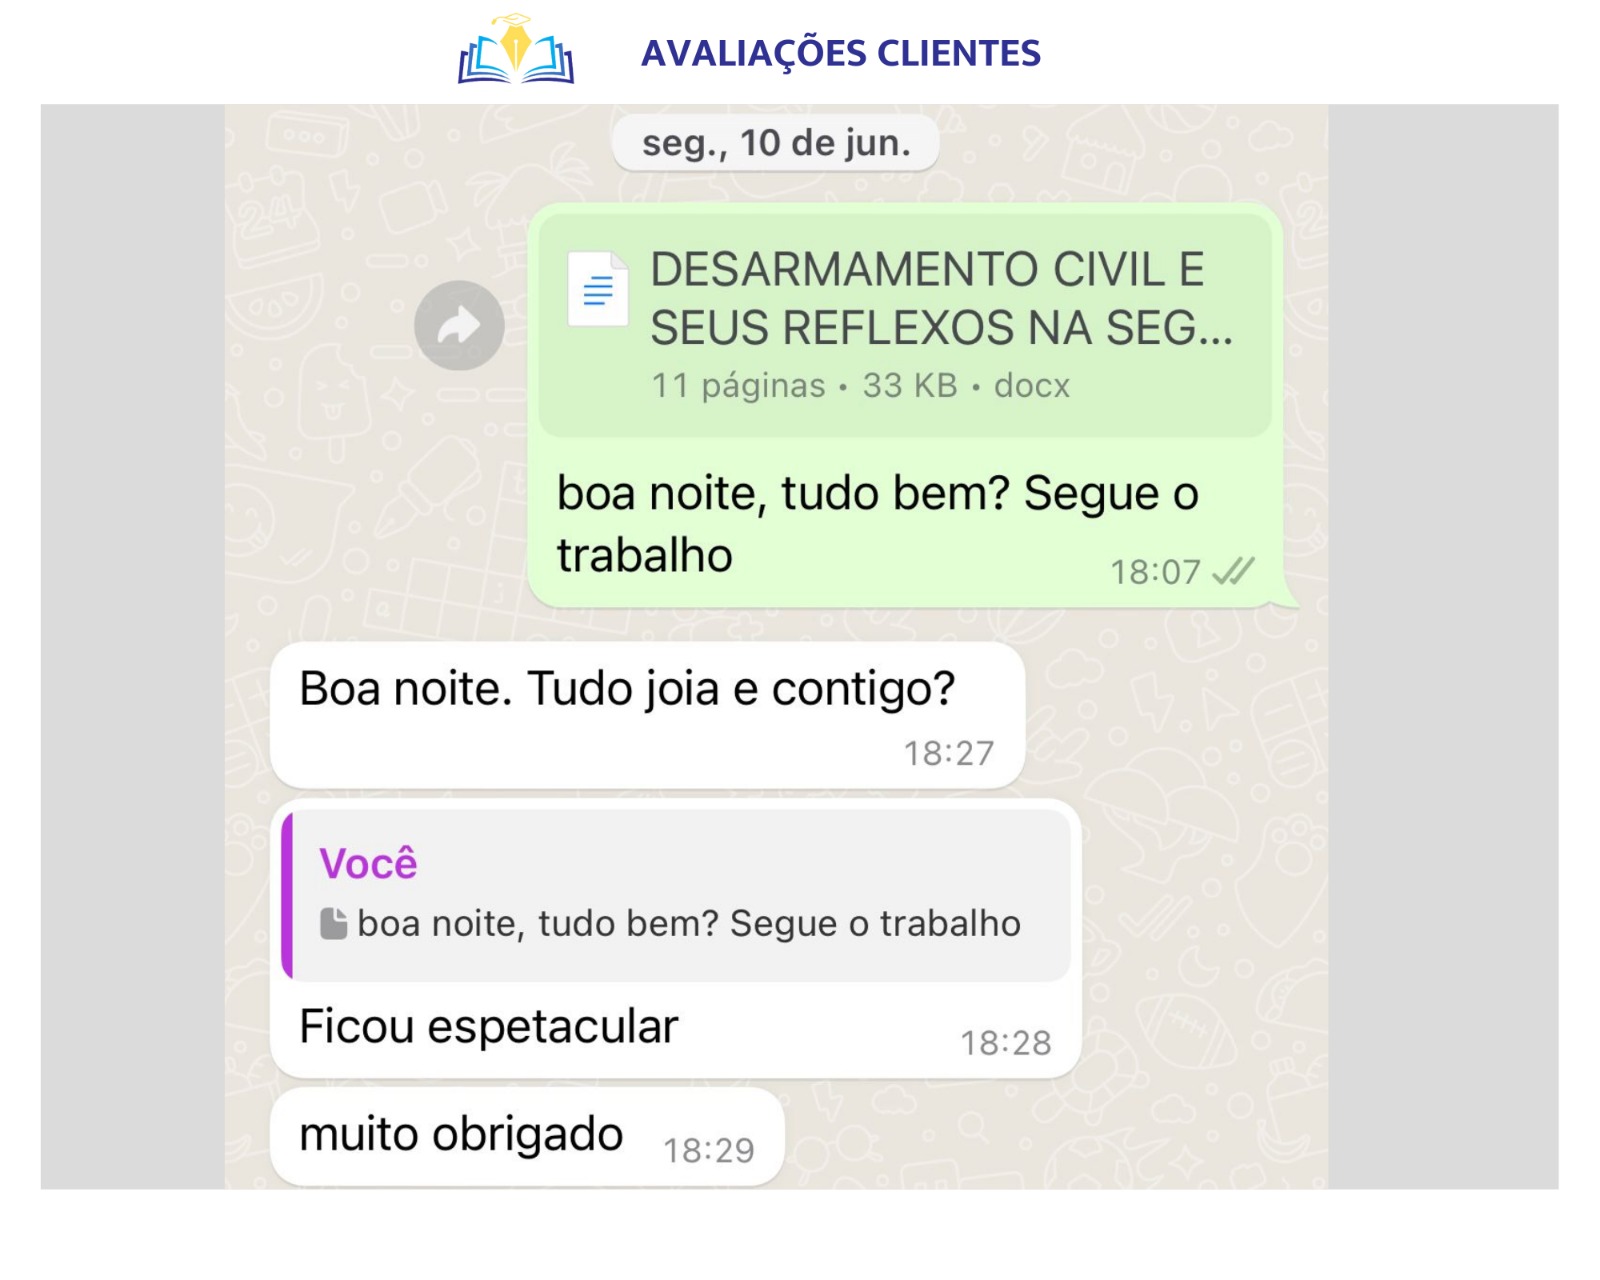 AVALIAÇÕES CLIENTES
seg., 10 de jun.
DESARMAMENTO CIVIL E
SEUS REFLEXOS NA SEG...
11 páginas • 33 KB • docx
boa noite, tudo bem? Segue o
trabalho
18:07
Boa noite. Tudo joia e contigo?
18:27
Você
boa noite, tudo bem? Segue o trabalho
Ficou espetacular
18:28
muito obrigado 18:29